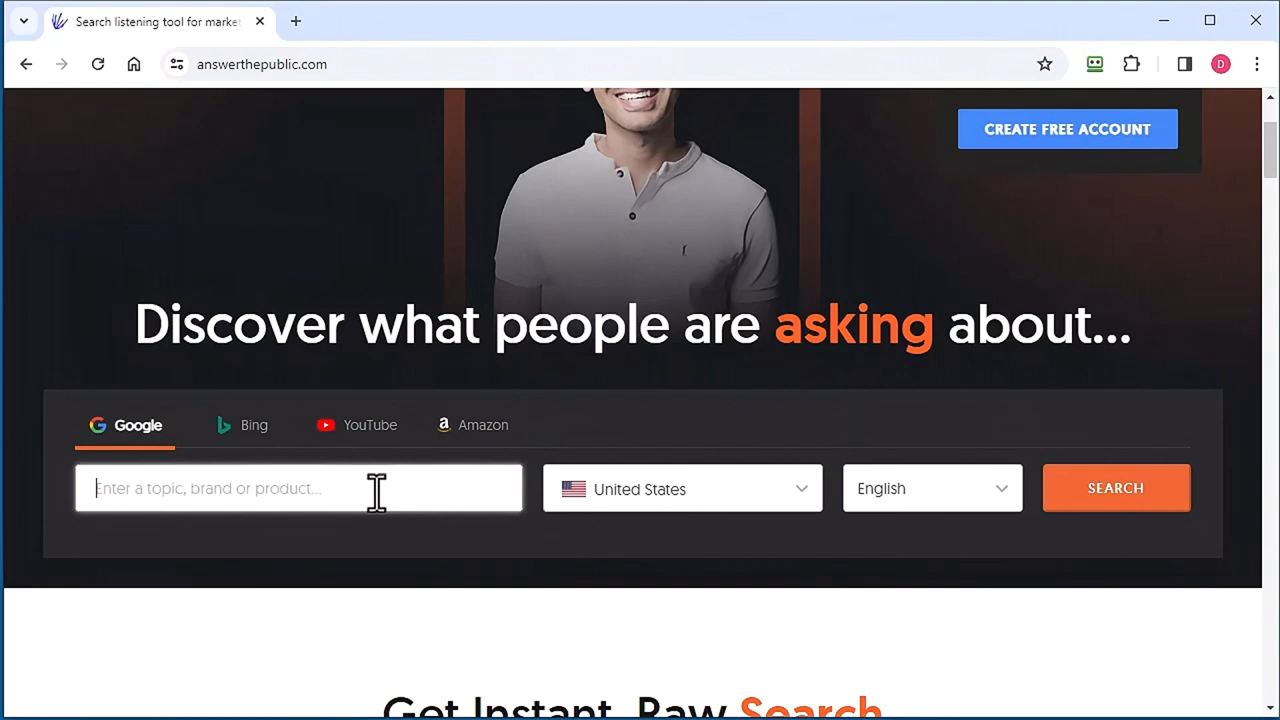 Search listening tool for market
answerthepublic.com
D
CREATE FREE ACCOUNT
Discover what people are asking about...
Google
Bing
YouTube
Amazon
Enter a topic, brand or product...
United States
English
SEARCH
Get Instant, Raw Search